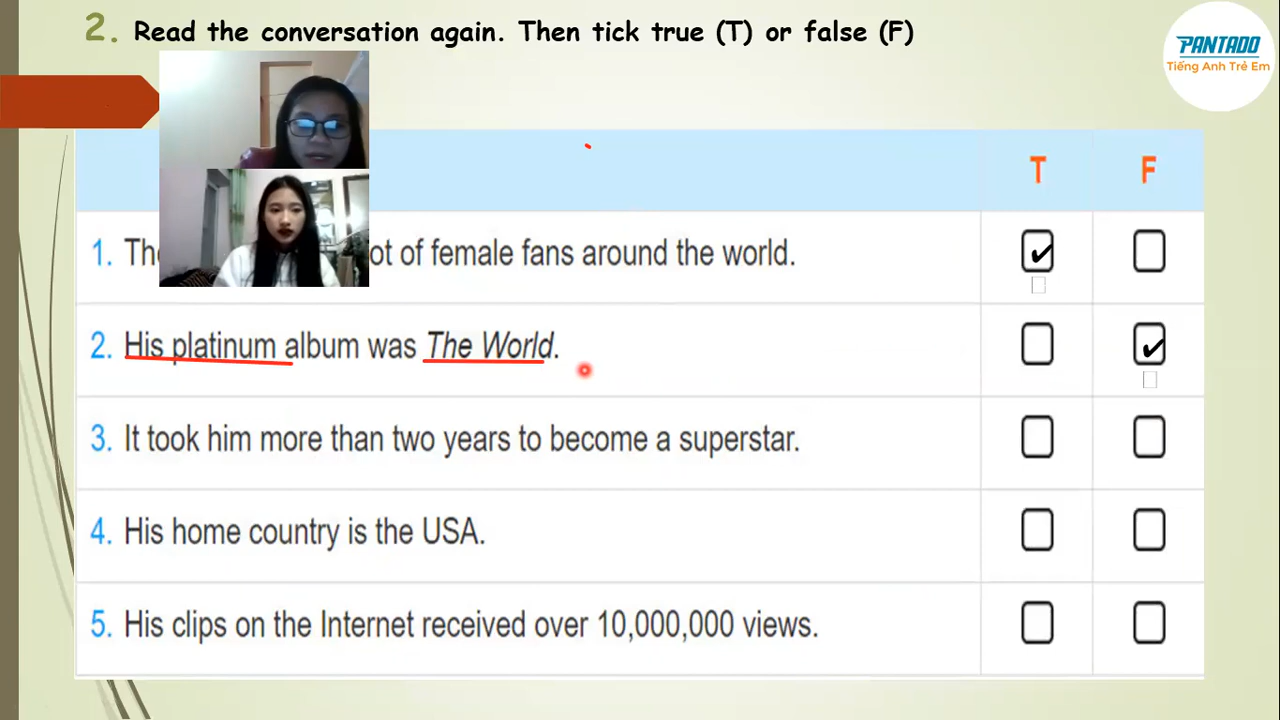 2. Read the conversation again. Then tick true (T) or false (F)
PANTADO
Tiếng Anh Trẻ Em
T F
1. of female fans around the world.
2. His platinum album was The World.
3. It took him more than two years to become a superstar.
4. His home country is the USA.
5. His clips on the Internet received over 10,000,000 views.